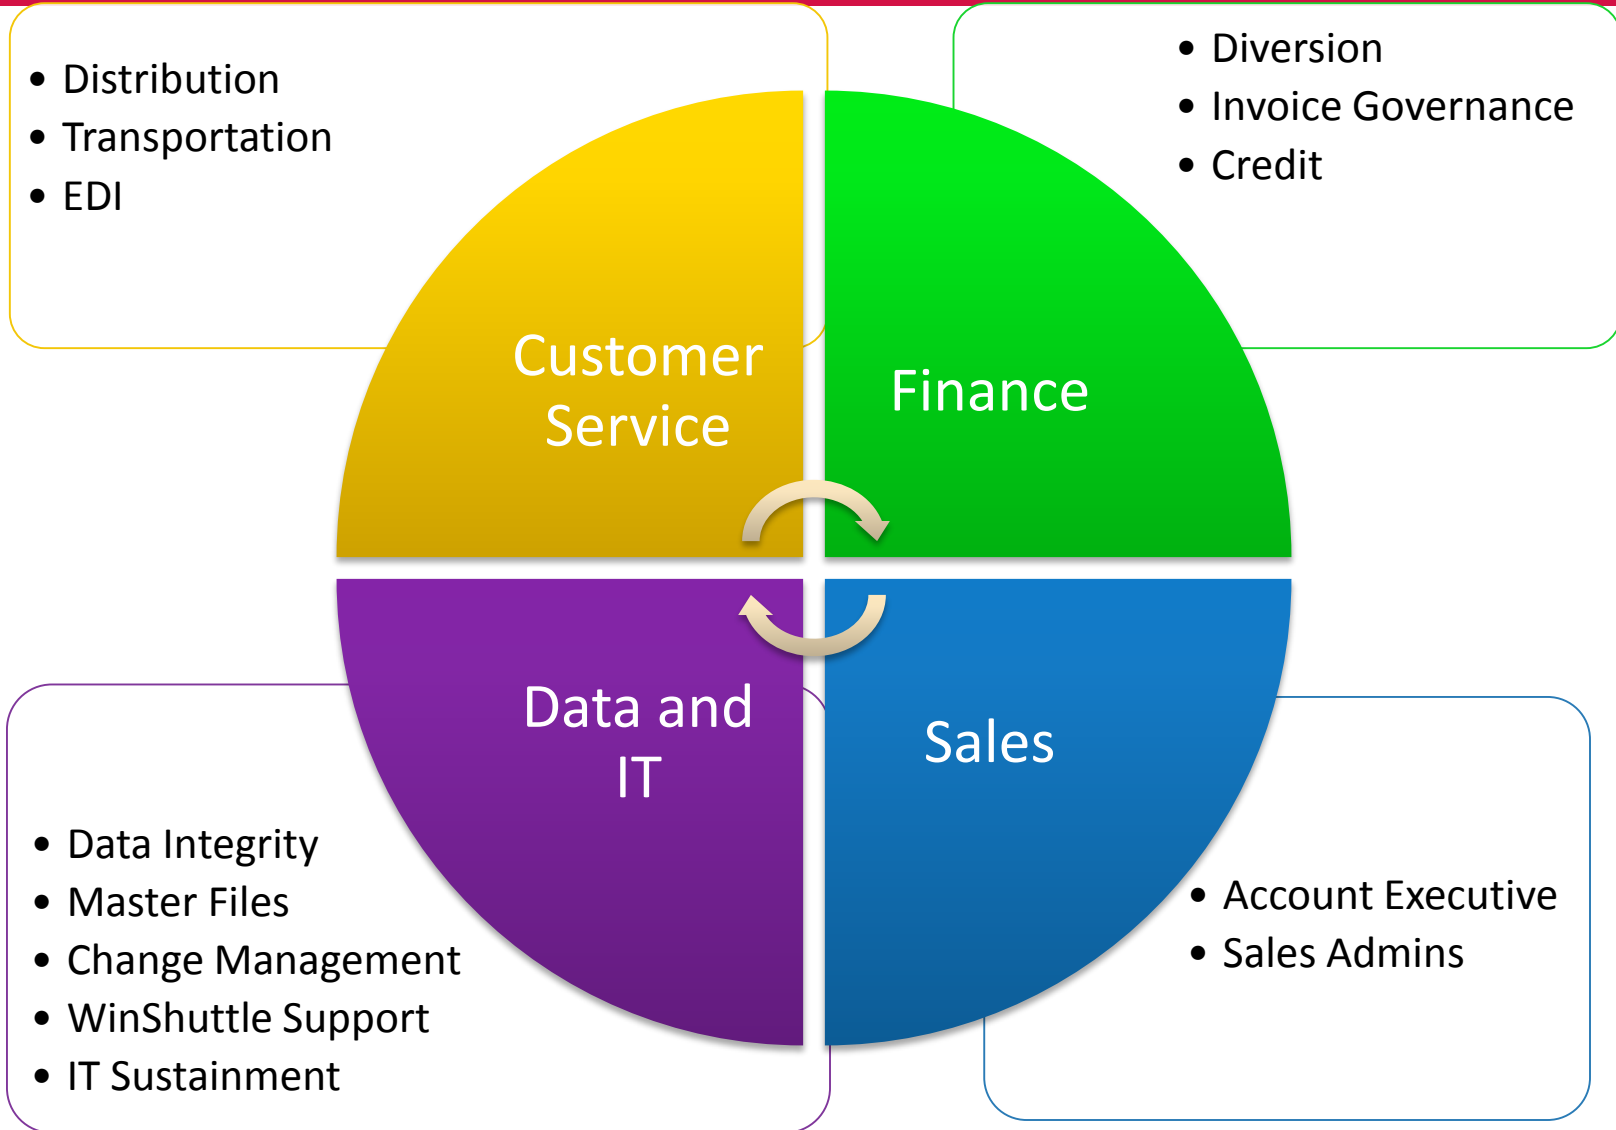 • Distribution
• Transportation
• EDI
• Diversion
• Invoice Governance
• Credit
Customer
Service
Finance
Data and
IT
Sales
• Data Integrity
• Master Files
• Change Management
• WinShuttle Support
• IT Sustainment
• Account Executive
• Sales Admins